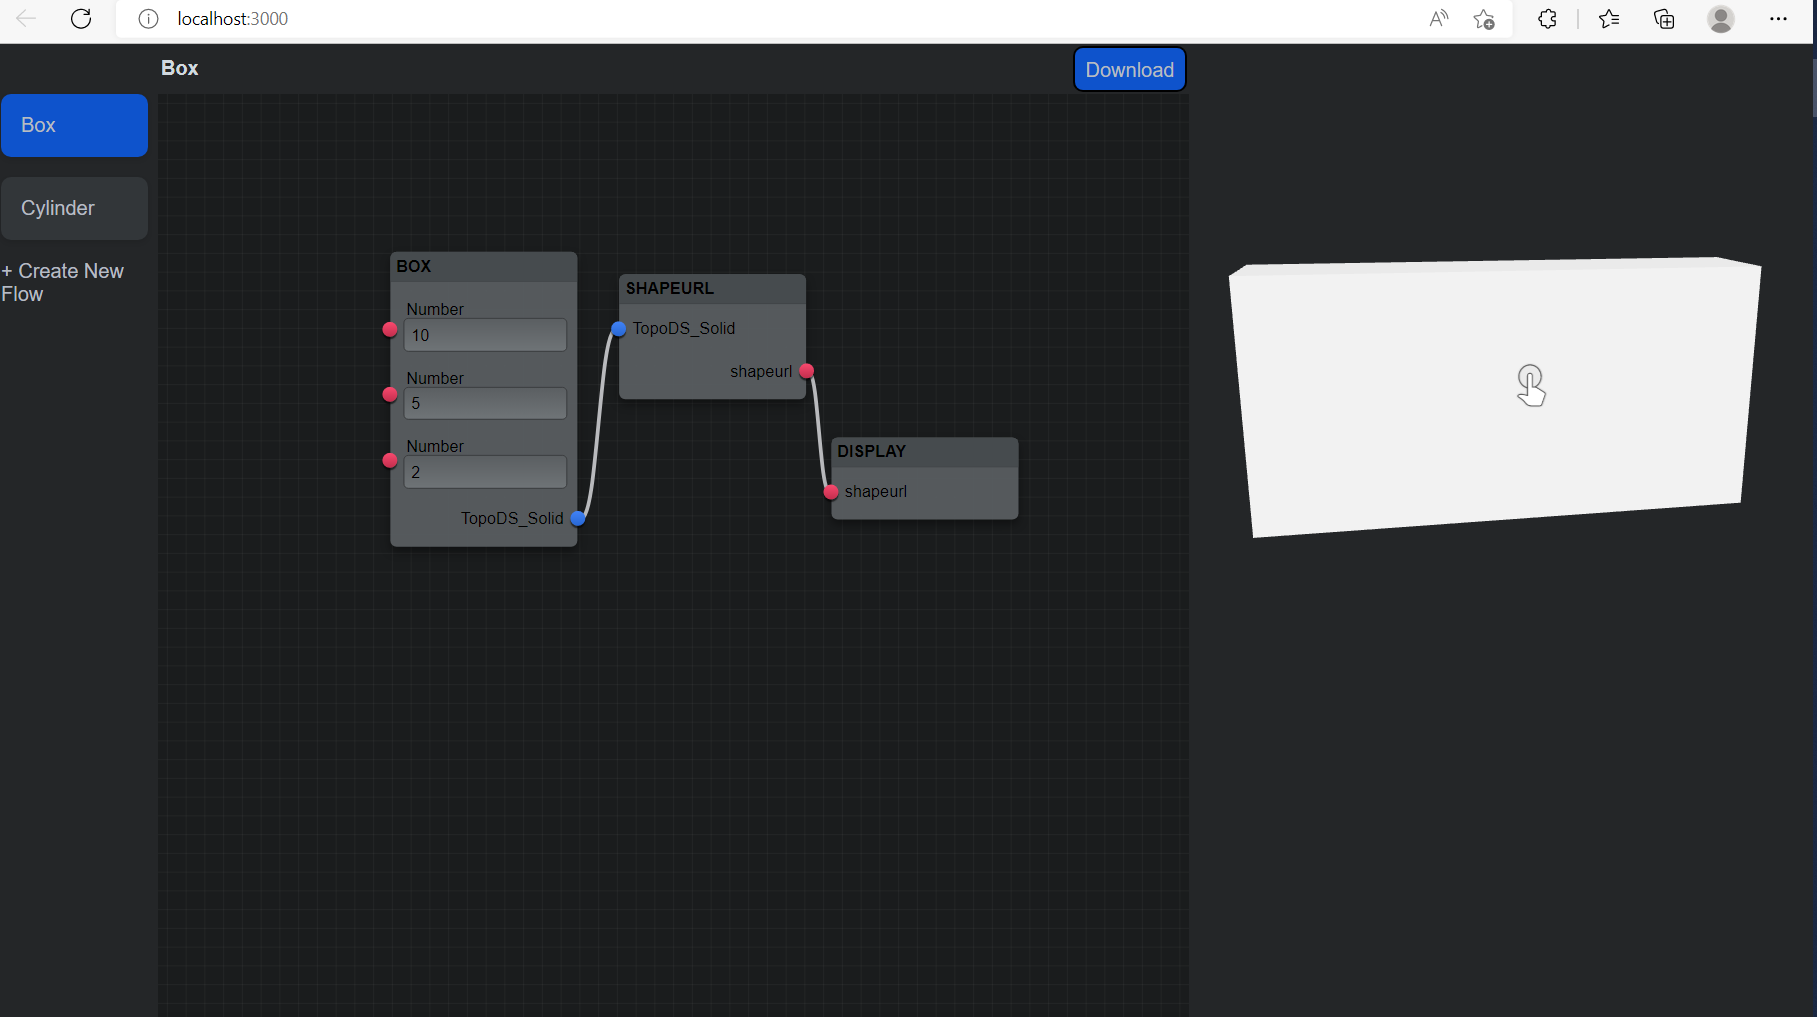 localhost:3000
Box
Download
Box
Cylinder
+ Create New
Flow
BOX
Number
10
Number
5
Number
2
TopoDS_Solid
SHAPEURL
TopoDS_Solid
shapeurl
DISPLAY
shapeurl